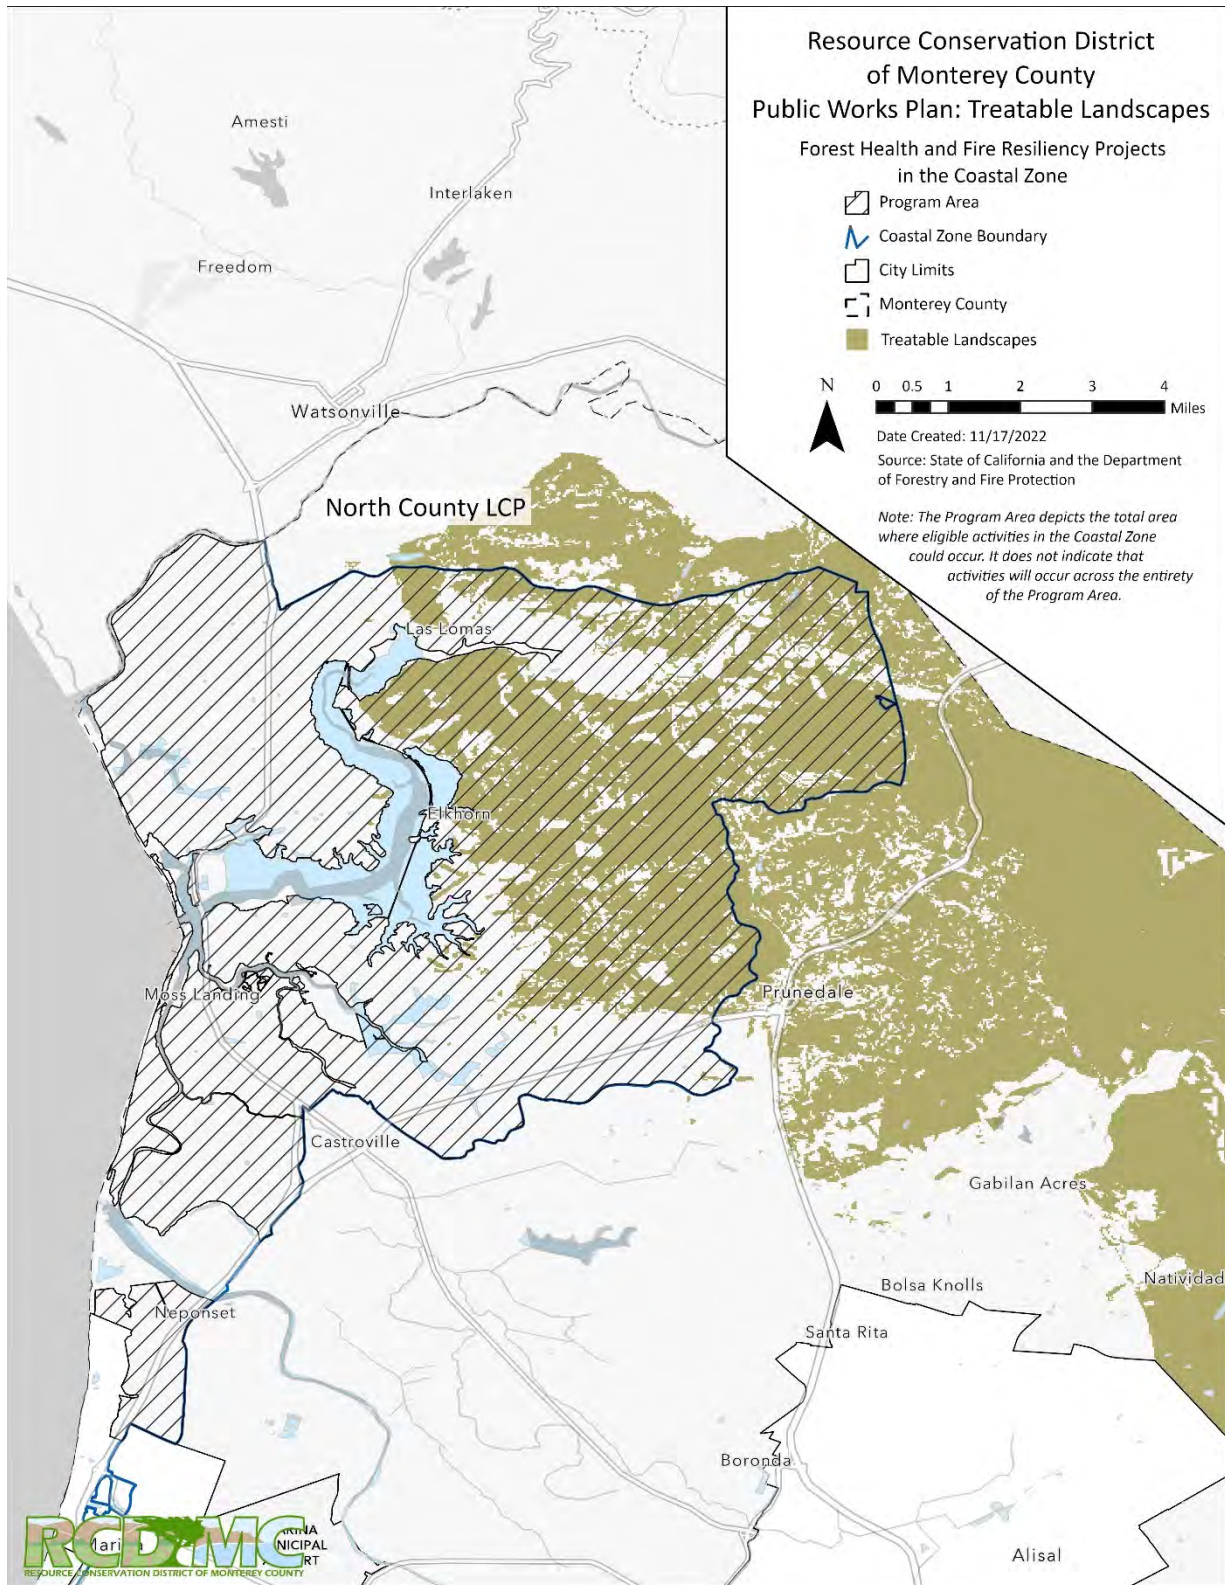 Resource Conservation District
of Monterey County
Public Works Plan: Treatable Landscapes
Forest Health and Fire Resiliency Projects
in the Coastal Zone
Program Area
Coastal Zone Boundary
City Limits
Monterey County
Treatable Landscapes
N
0 0.5 1 2 3 4
Miles
Date Created: 11/17/2022
Source: State of California and the Department
of Forestry and Fire Protection
Note: The Program Area depicts the total area
where eligible activities in the Coastal Zone
could occur. It does not indicate that
activities will occur across the entirety
of the Program Area.
Amesti
Interlaken
Freedom
Watsonville
North County LCP
Las Lomas
Elkhorn
Moss Landing
Prunedale
Castroville
Gabilan Acres
Natividad
Bolsa Knolls
Neponset
Santa Rita
Boronda
Alisal
RCD MC
RESOURCE CONSERVATION DISTRICT OF MONTEREY COUNTY